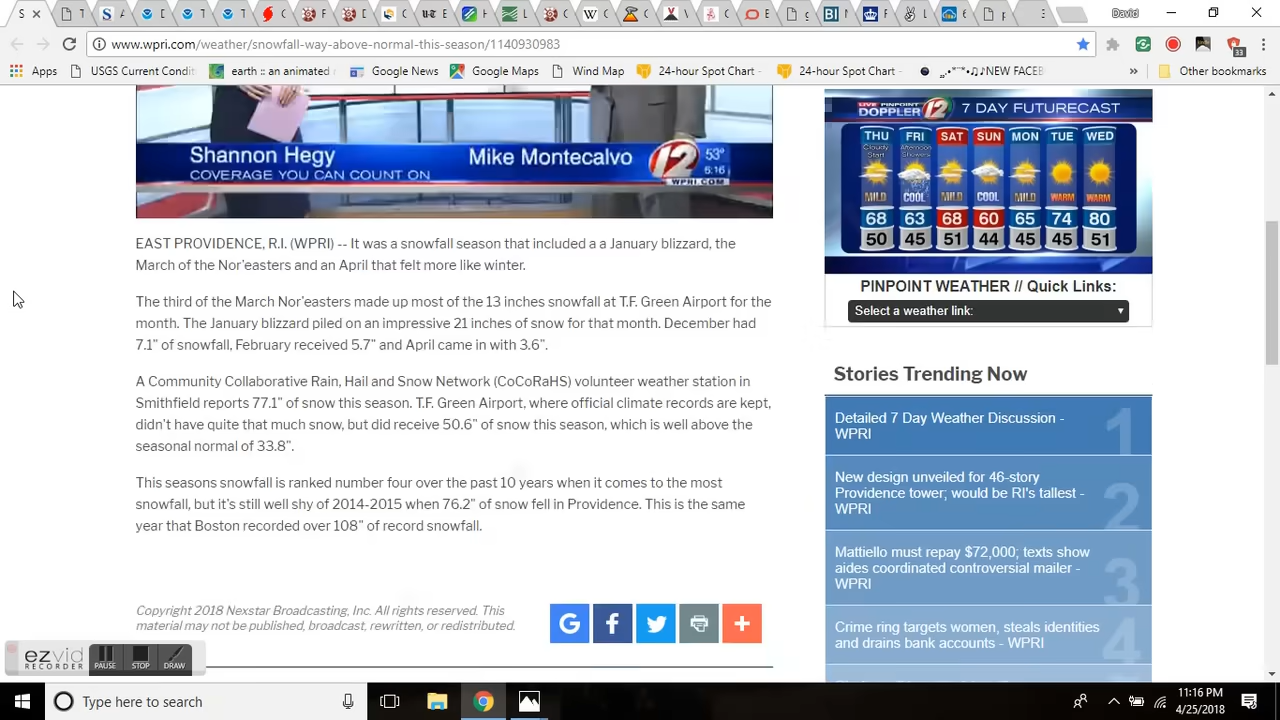 David
www.wpri.com/weather/snowfall-way-above-normal-this-season/1140930983
33
Apps
USGS Current Condi
earth :: an animated
Google News
Google Maps
Wind Map
24-hour Spot Chart -
24-hour Spot Chart -
NEW FACEB
»
Other bookmarks
Shannon Hegy
Mike Montecalvo
COVERAGE YOU CAN COUNT ON
12
53°
6:16
WPRI.COM
EAST PROVIDENCE, R.I. (WPRI) -- It was a snowfall season that included a a January blizzard, the
March of the Nor'easters and an April that felt more like winter.
The third of the March Nor'easters made up most of the 13 inches snowfall at T.F. Green Airport for the
month. The January blizzard piled on an impressive 21 inches of snow for that month. December had
7.1" of snowfall, February received 5.7" and April came in with 3.6".
A Community Collaborative Rain, Hail and Snow Network (CoCoRaHS) volunteer weather station in
Smithfield reports 77.1" of snow this season. T.F. Green Airport, where official climate records are kept,
didn't have quite that much snow, but did receive 50.6" of snow this season, which is well above the
seasonal normal of 33.8".
This seasons snowfall is ranked number four over the past 10 years when it comes to the most
snowfall, but it's still well shy of 2014-2015 when 76.2" of snow fell in Providence. This is the same
year that Boston recorded over 108" of record snowfall.
Copyright 2018 Nexstar Broadcasting, Inc. All rights reserved. This
material may not be published, broadcast, rewritten, or redistributed.
LIVE PINPOINT
DOPPLER 12
7 DAY FUTURECAST
THU FRI SAT SUN MON TUE WED
Cloudy Start
Afternoon Showers
MILD COOL MILD COOL MILD WARM WARM
68 63 68 60 65 74 80
50 45 51 44 45 45 51
PINPOINT WEATHER // Quick Links:
Select a weather link:
Stories Trending Now
Detailed 7 Day Weather Discussion -
WPRI
1
New design unveiled for 46-story
Providence tower; would be RI's tallest -
WPRI
2
Mattiello must repay $72,000; texts show
aides coordinated controversial mailer -
WPRI
3
Crime ring targets women, steals identities
and drains bank accounts - WPRI
4
ezvid
RECORDER
PAUSE
STOP
DRAW
Type here to search
11:16 PM
4/25/2018